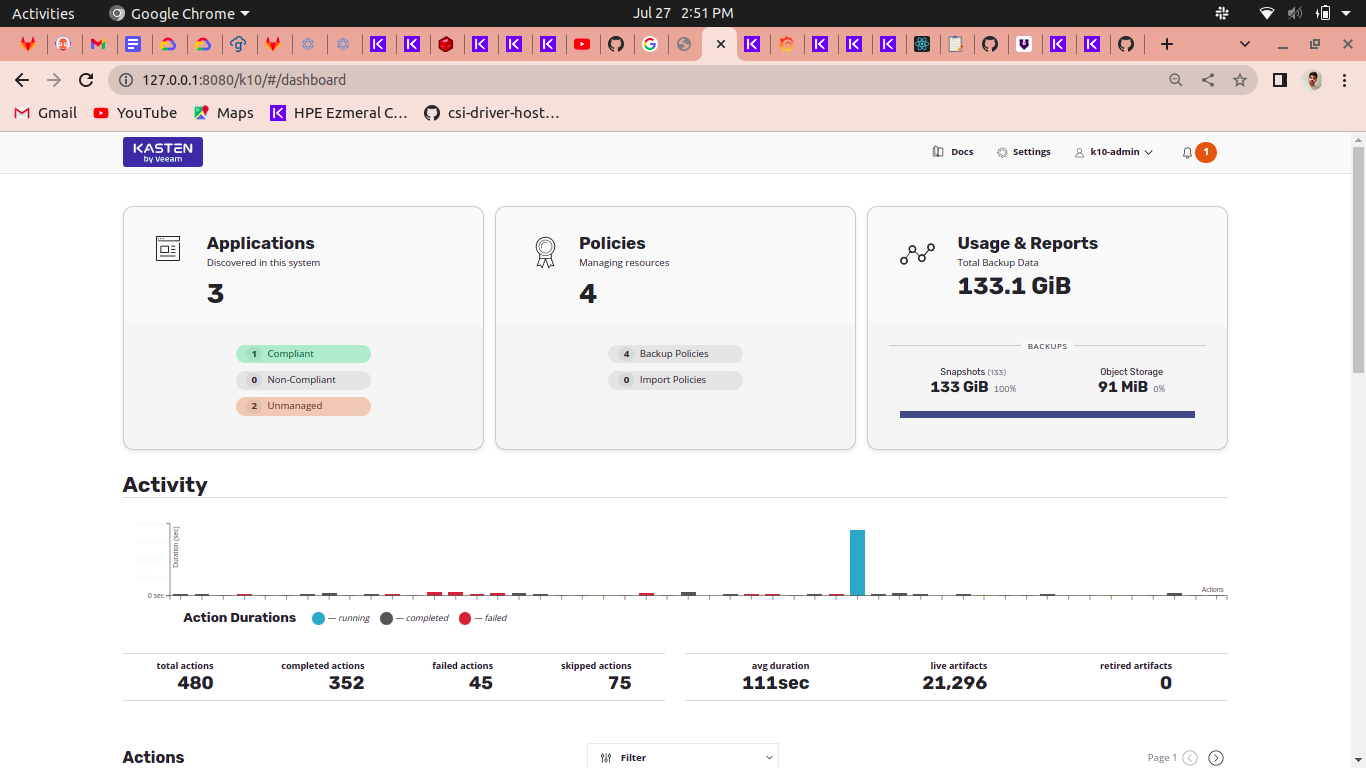 Activities
Google Chrome
Jul 27 2:51 PM
127.0.0.1:8080/k10/#/dashboard
Gmail
YouTube
Maps
HPE Ezmeral C…
csi-driver-host…
KASTEN
by Veeam
Docs
Settings
k10-admin
1
Applications
Discovered in this system
3
1 Compliant
0 Non-Compliant
2 Unmanaged
Policies
Managing resources
4
4 Backup Policies
0 Import Policies
Usage & Reports
Total Backup Data
133.1 GiB
BACKUPS
Snapshots (133)
133 GiB 100%
Object Storage
91 MiB 0%
Activity
Duration (sec)
0 sec
Actions
Action Durations
— running
— completed
— failed
total actions
480
completed actions
352
failed actions
45
skipped actions
75
avg duration
111sec
live artifacts
21,296
retired artifacts
0
Actions
Filter
Page 1